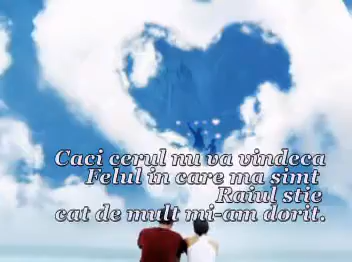 Caci cerul nu va vindeca
Felul in care ma simt
Raiul stie
cat de mult mi-am dorit.